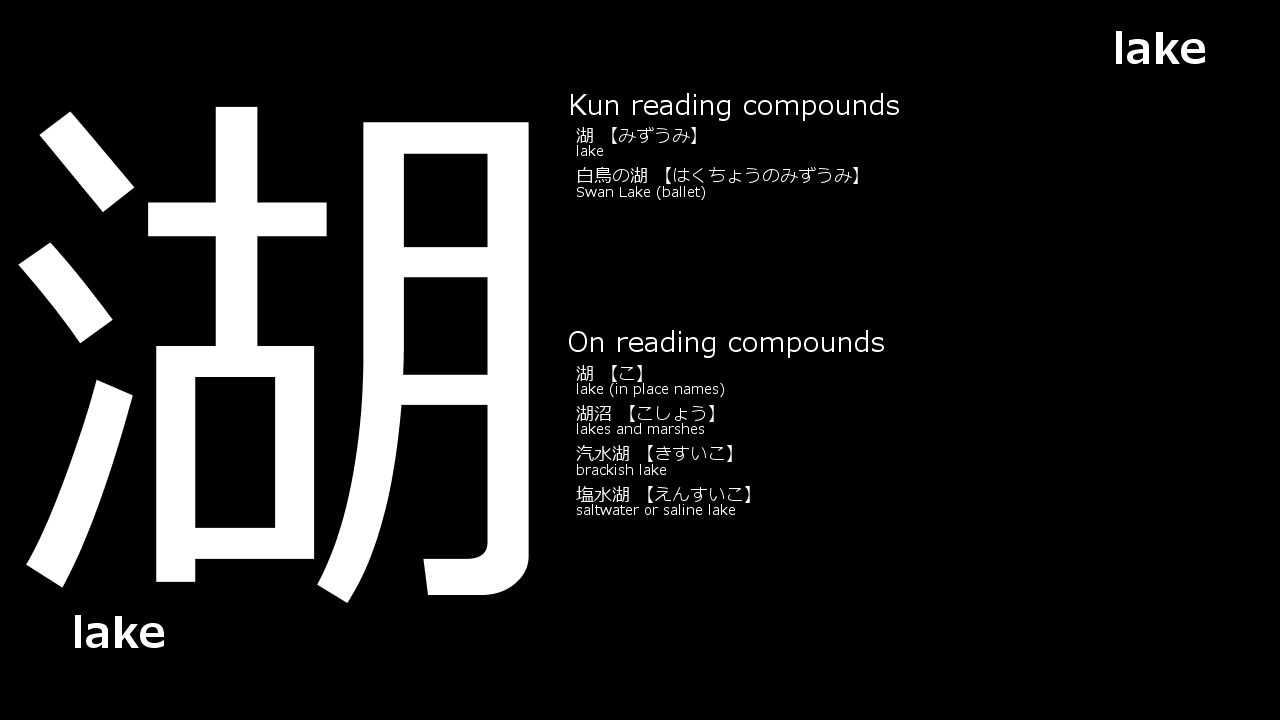 lake
湖
lake
Kun reading compounds
湖 【みずうみ】
lake
白鳥の湖 【はくちょうのみずうみ】
Swan Lake (ballet)
On reading compounds
湖 【こ】
lake (in place names)
湖沼 【こしょう】
lakes and marshes
汽水湖 【きすいこ】
brackish lake
塩水湖 【えんすいこ】
saltwater or saline lake